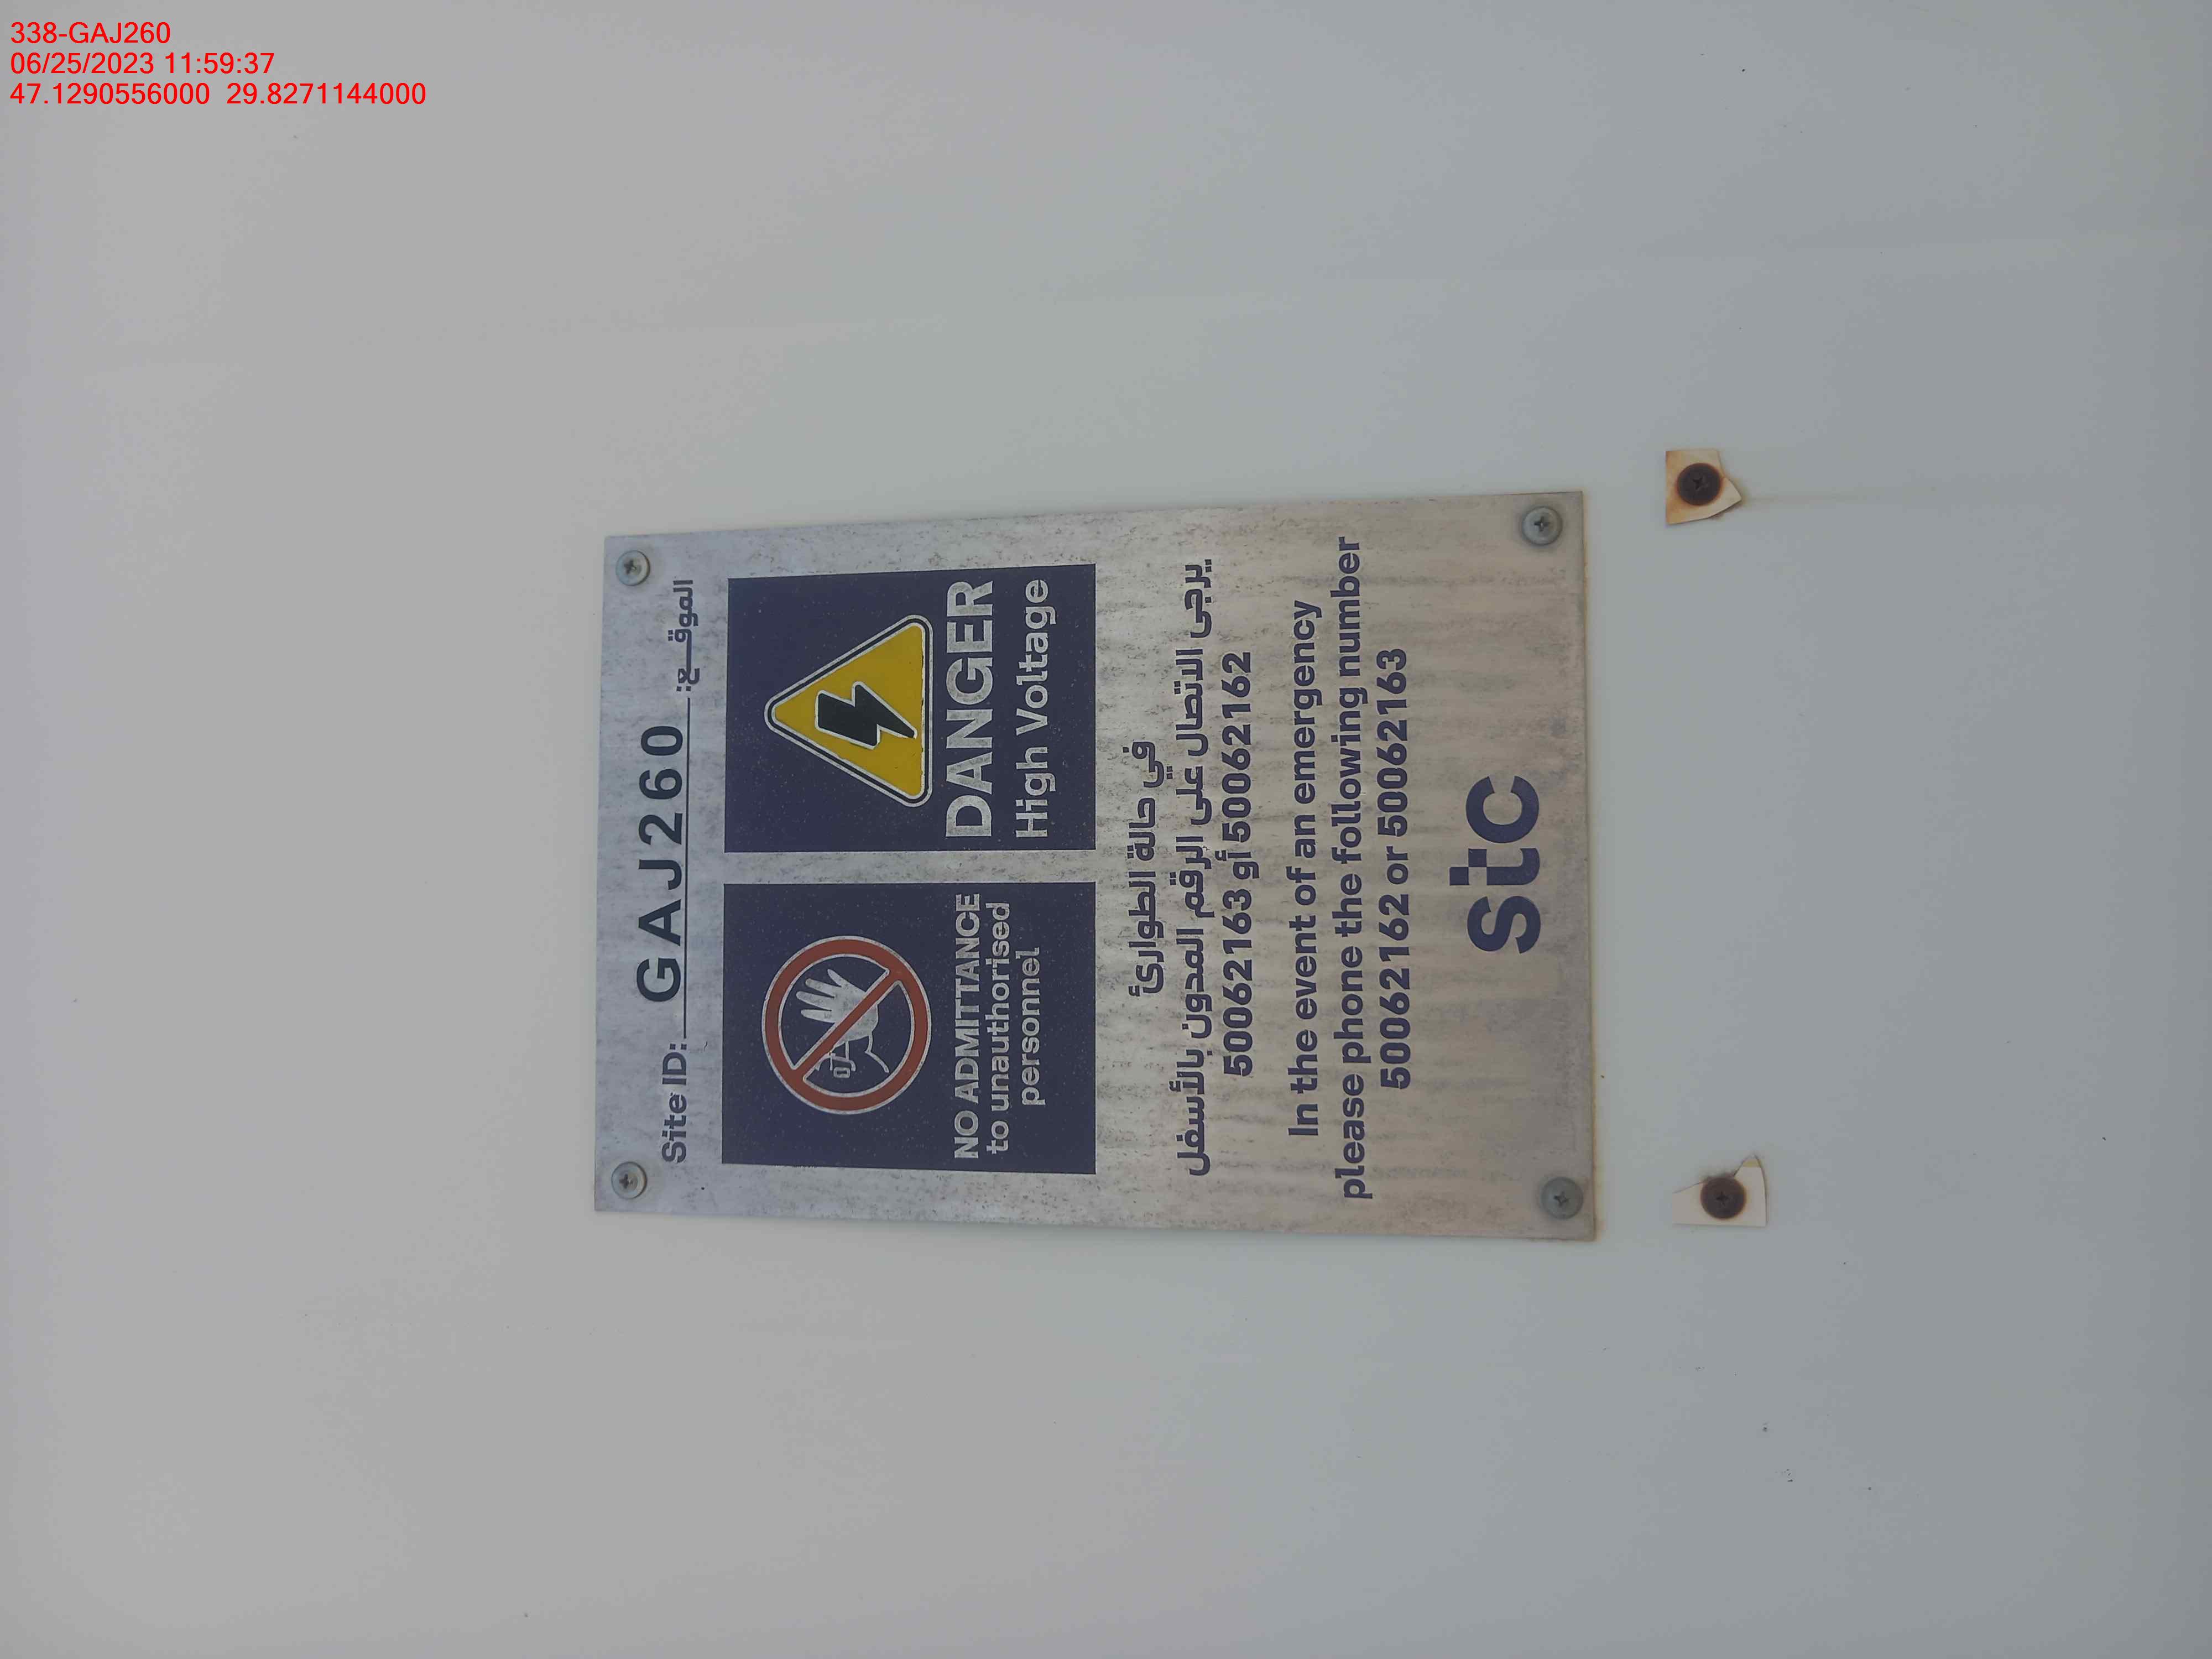 338-GAJ260
06/25/2023 11:59:37
47.1290556000 29.8271144000
Site ID: GAJ260 الموقـــع:
NO ADMITTANCE
to unauthorised
personnel
DANGER
High Voltage
في حالة الطوارئ
يرجى الاتصال على الرقم المدون بالأسفل
50062163 أو 50062162
In the event of an emergency
please phone the following number
50062162 or 50062163
stc